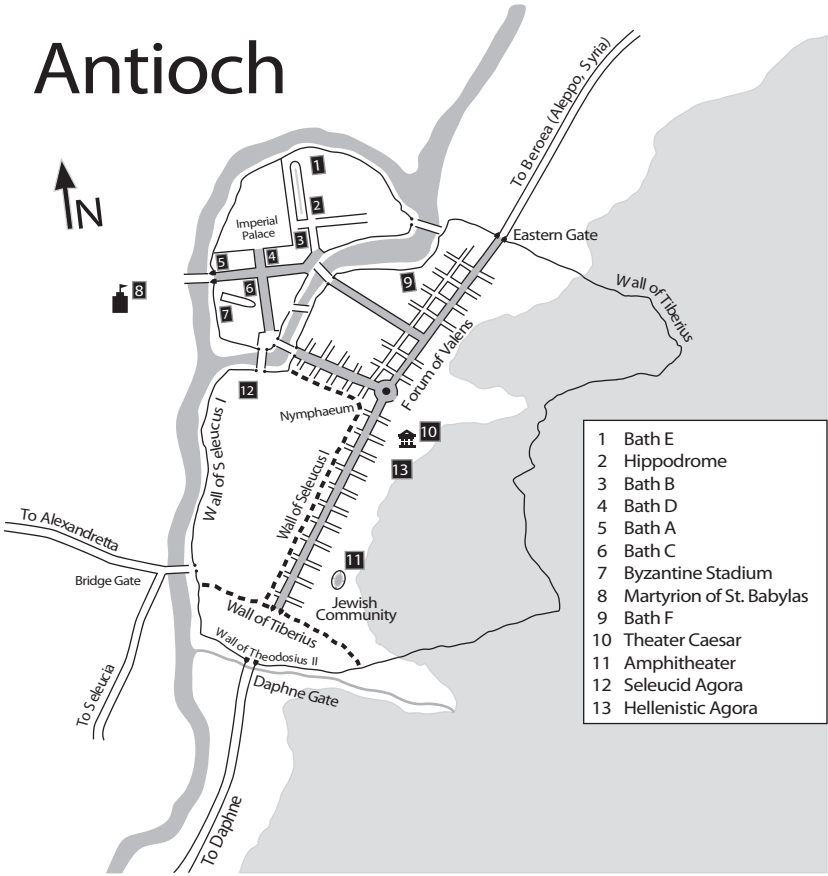 Antioch
N
To Beroea (Aleppo, Syria)
Eastern Gate
Wall of Tiberius
1
2
Imperial
Palace
3
4
5
6
7
8
9
Forum of Valens
12
Nymphaeum
10
13
Wall of Seleucus I
Wall of Seleucus I
To Alexandretta
Bridge Gate
11
Jewish
Community
Wall of Tiberius
Wall of Theodosius II
Daphne Gate
To Seleucia
To Daphne
1 Bath E
2 Hippodrome
3 Bath B
4 Bath D
5 Bath A
6 Bath C
7 Byzantine Stadium
8 Martyrion of St. Babylas
9 Bath F
10 Theater Caesar
11 Amphitheater
12 Seleucid Agora
13 Hellenistic Agora